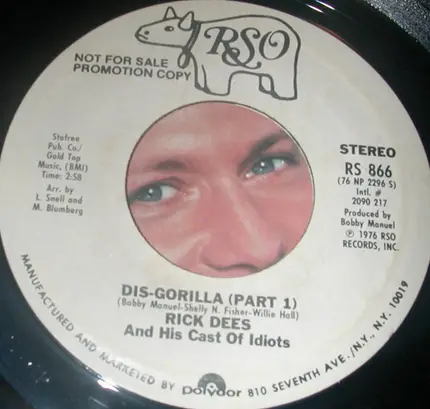 RSO
NOT FOR SALE
PROMOTION COPY
Stafree
Pub. Co./
Gold Tap
Music, (BMI)
Time: 2:58
Arr. by
L. Snell and
M. Blomberg
STEREO
RS 866
(76 NP 2296 S)
Intl. #
2090 217
Produced by
Bobby Manuel
℗ 1976 RSO
RECORDS, INC.
DIS-GORILLA (PART 1)
(Bobby Manuel-Shelly N. Fisher-Willie Hall)
RICK DEES
And His Cast Of Idiots
MANUFACTURED AND MARKETED BY polydor 810 SEVENTH AVE./N.Y., N.Y. 10019